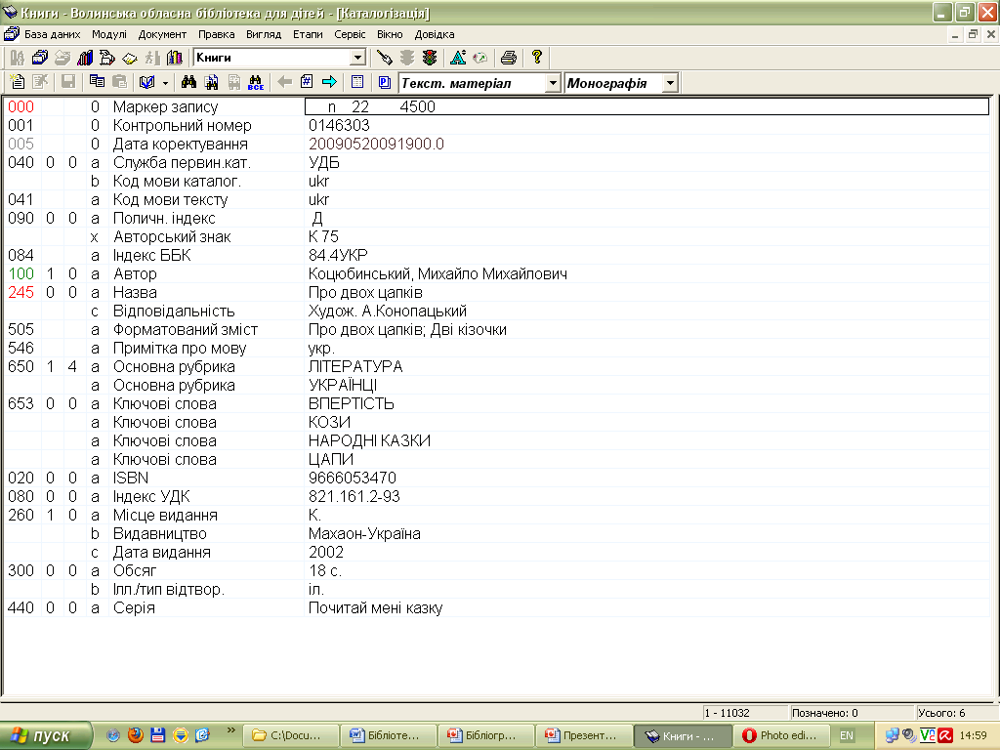 Книги - Волинська обласна бібліотека для дітей - [Каталогізація]
База даних Модулі Документ Правка Вигляд Етапи Сервіс Вікно Довідка
Книги
ВСЕ Текст. матеріал Монографія
000 0 Маркер запису n 22 4500
001 0 Контрольний номер 0146303
005 0 Дата коректування 20090520091900.0
040 0 0 a Служба первин.кат. УДБ
b Код мови каталог. ukr
041 a Код мови тексту ukr
090 0 0 a Поличн. індекс Д
x Авторський знак К 75
084 a Індекс ББК 84.4УКР
100 1 0 a Автор Коцюбинський, Михайло Михайлович
245 0 0 a Назва Про двох цапків
c Відповідальність Худож. А.Конопацький
505 a Форматований зміст Про двох цапків; Дві кізочки
546 a Примітка про мову укр.
650 1 4 a Основна рубрика ЛІТЕРАТУРА
a Основна рубрика УКРАЇНЦІ
653 0 0 a Ключові слова ВПЕРТІСТЬ
a Ключові слова КОЗИ
a Ключові слова НАРОДНІ КАЗКИ
a Ключові слова ЦАПИ
020 0 0 a ISBN 9666053470
080 0 0 a Індекс УДК 821.161.2-93
260 1 0 a Місце видання К.
b Видавництво Махаон-Україна
c Дата видання 2002
300 0 0 a Обсяг 18 с.
b Ілл./тип відтвор. іл.
440 0 0 a Серія Почитай мені казку
1 - 11032 Позначено: 0 Усього: 6
пуск C:\Docu... Бібліоте... Бібліогр... Презент... Книги - ... Photo edi... EN 14:59